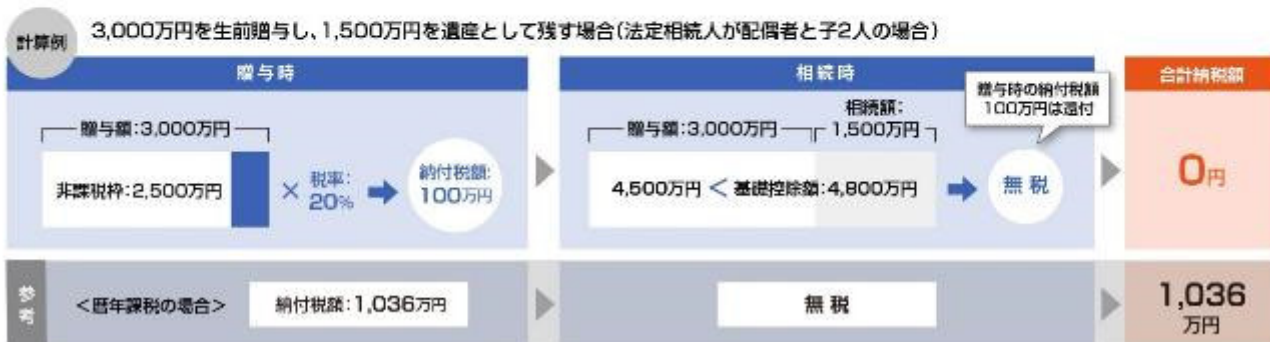 計算例
3,000万円を生前贈与し、1,500万円を遺産として残す場合(法定相続人が配偶者と子2人の場合)
贈与時
贈与額:3,000万円
非課税枠:2,500万円
×
税率:
20%
納付税額:
100万円
相続時
贈与時の納付税額
100万円は還付
贈与額:3,000万円
相続額:
1,500万円
4,500万円 < 基礎控除額:4,800万円
無税
合計納税額
0円
参考
<暦年課税の場合>
納付税額:1,036万円
無税
1,036
万円